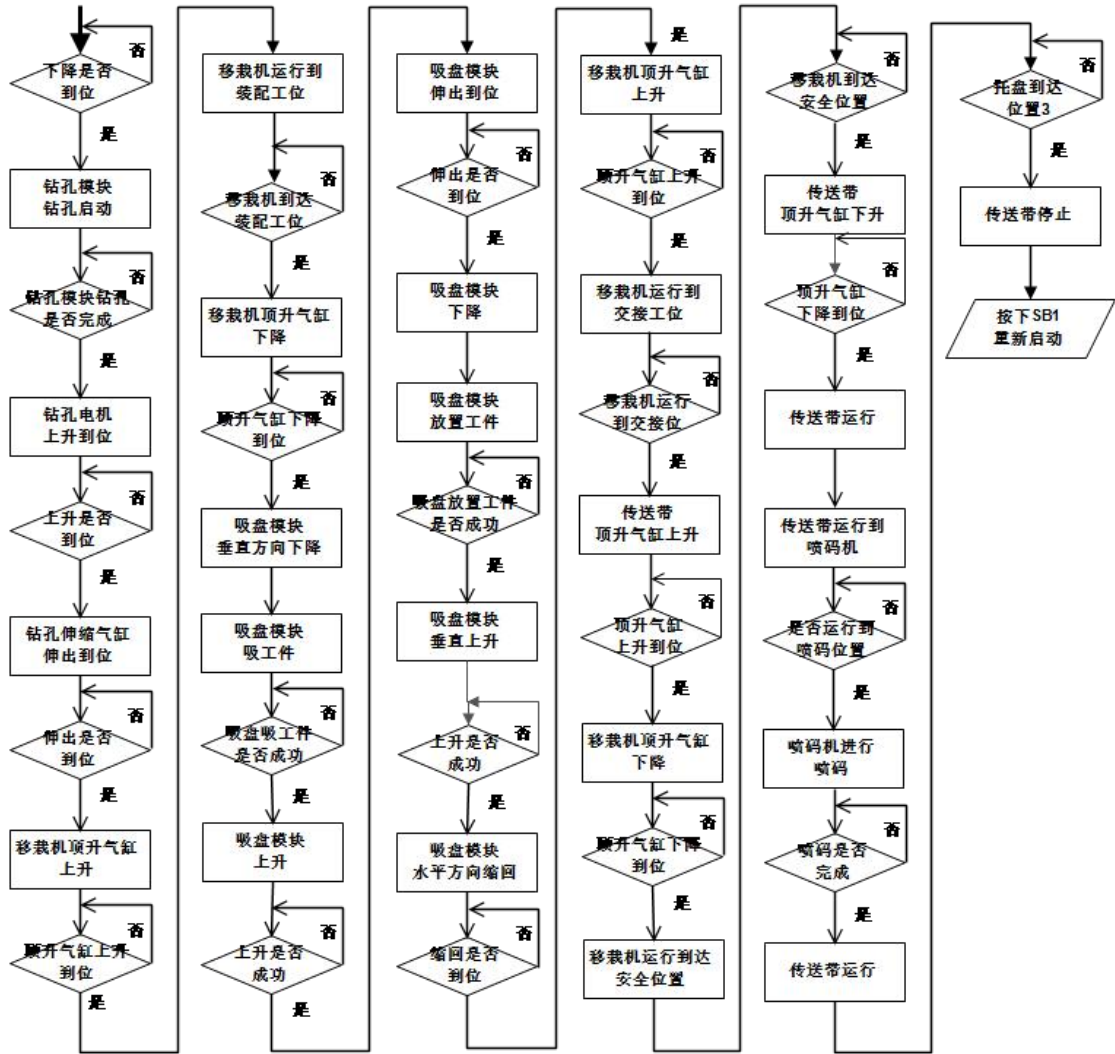 否
下降是否
到位
是
钻孔模块
钻孔启动
否
钻孔模块钻孔
是否完成
是
钻孔电机
上升到位
否
上升是否
到位
是
钻孔伸缩气缸
伸出到位
否
伸出是否
到位
是
移栽机顶升气缸
上升
否
顾升气缸上升
到位
是
移栽机运行到
装配工位
否
移栽机到达
装配工位
是
移栽机顶升气缸
下降
否
顾升气缸下降
到位
是
吸盘模块
垂直方向下降
吸盘模块
吸工件
否
吸盘吸工件
是否成功
是
吸盘模块
上升
否
上升是否
成功
是
吸盘模块
伸出到位
否
伸出是否
到位
是
吸盘模块
下降
吸盘模块
放置工件
否
吸盘放置工件
是否成功
是
吸盘模块
垂直上升
否
上升是否
成功
是
吸盘模块
水平方向缩回
否
缩回是否
到位
是
移栽机顶升气缸
上升
否
顾升气缸上升
到位
是
移栽机运行到
交接工位
否
移栽机运行
到交接位
是
传送带
顶升气缸上升
否
顶升气缸
上升到位
是
移栽机顶升气缸
下降
否
顾升气缸下降
到位
是
移栽机运行到达
安全位置
否
移栽机到达
安全位置
是
传送带
顶升气缸下升
否
顶升气缸
下降到位
是
传送带运行
传送带运行到
喷码机
否
是否运行到
喷码位置
是
喷码机进行
喷码
否
喷码是否
完成
是
传送带运行
否
托盘到达
位置3
是
传送带停止
按下SB1
重新启动